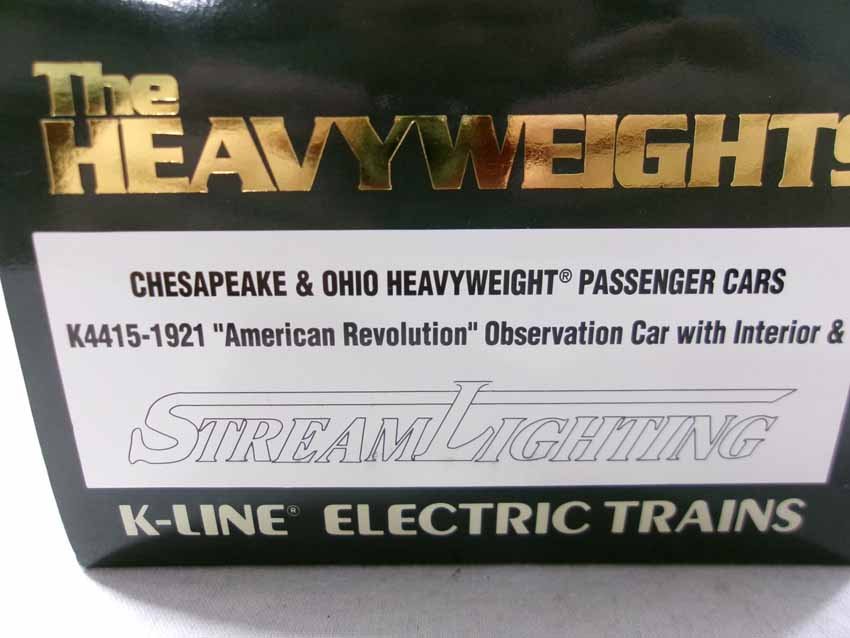 The
HEAVYWEIGHTS
CHESAPEAKE & OHIO HEAVYWEIGHT® PASSENGER CARS
K4415-1921 "American Revolution" Observation Car with Interior &
STREAMLIGHTING
K-LINE® ELECTRIC TRAINS